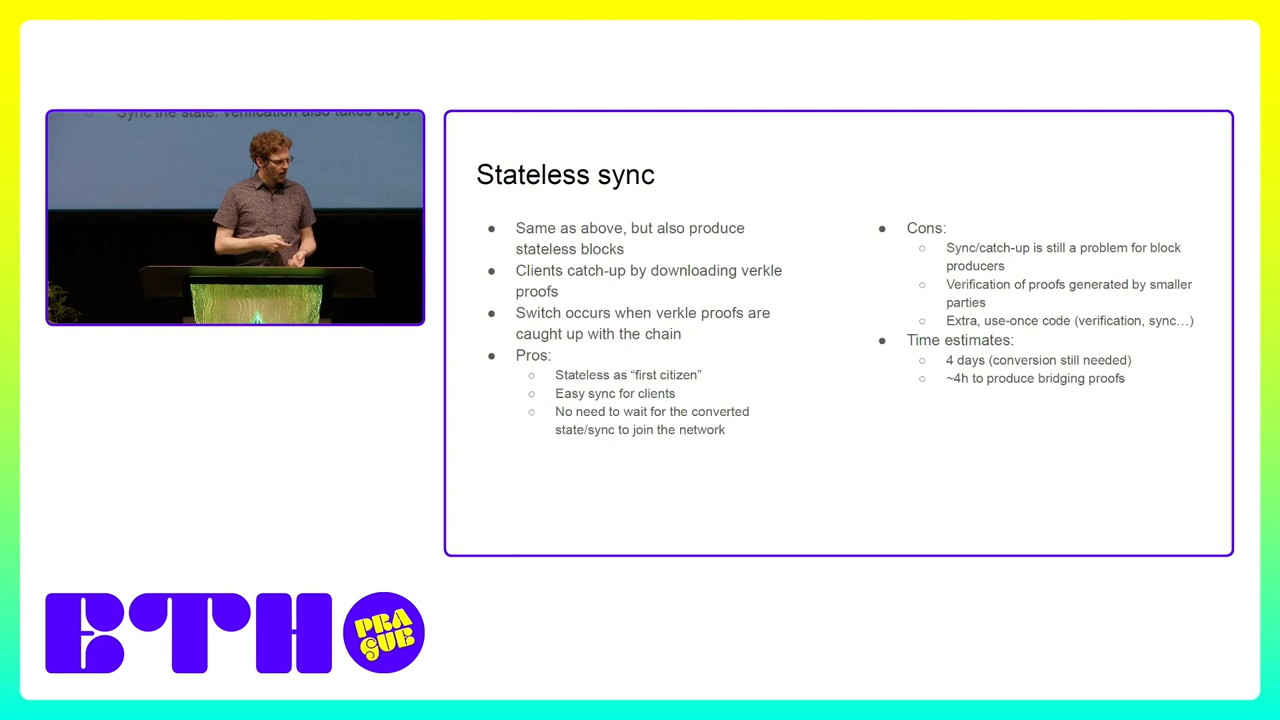 Sync the state: verification also takes days
Stateless sync
● Same as above, but also produce
stateless blocks
● Clients catch-up by downloading verkle
proofs
● Switch occurs when verkle proofs are
caught up with the chain
● Pros:
○ Stateless as “first citizen”
○ Easy sync for clients
○ No need to wait for the converted
state/sync to join the network
● Cons:
○ Sync/catch-up is still a problem for block
producers
○ Verification of proofs generated by smaller
parties
○ Extra, use-once code (verification, sync…)
● Time estimates:
○ 4 days (conversion still needed)
○ ~4h to produce bridging proofs
ETH
PRA
GUE